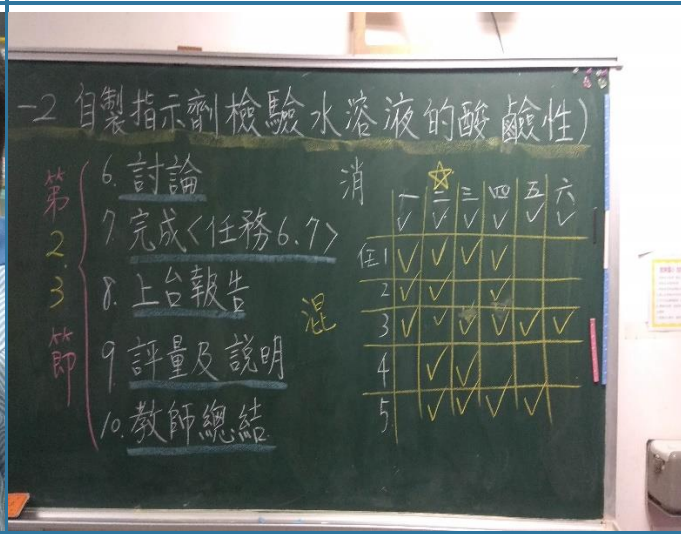 -2 自製指示劑檢驗水溶液的酸鹼性)
第2.3節
6. 討論
7. 完成<任務6.7>
8. 上台報告
9. 評量及說明
10. 教師總結
消
混
一 二 三 四 五 六
✓ ✓ ✓ ✓ ✓ ✓
任1 ✓ ✓ ✓ ✓
2 ✓ ✓ ✓
3 ✓ ✓ ✓ ✓ ✓ ✓
4 ✓ ✓
5 ✓ ✓ ✓ ✓